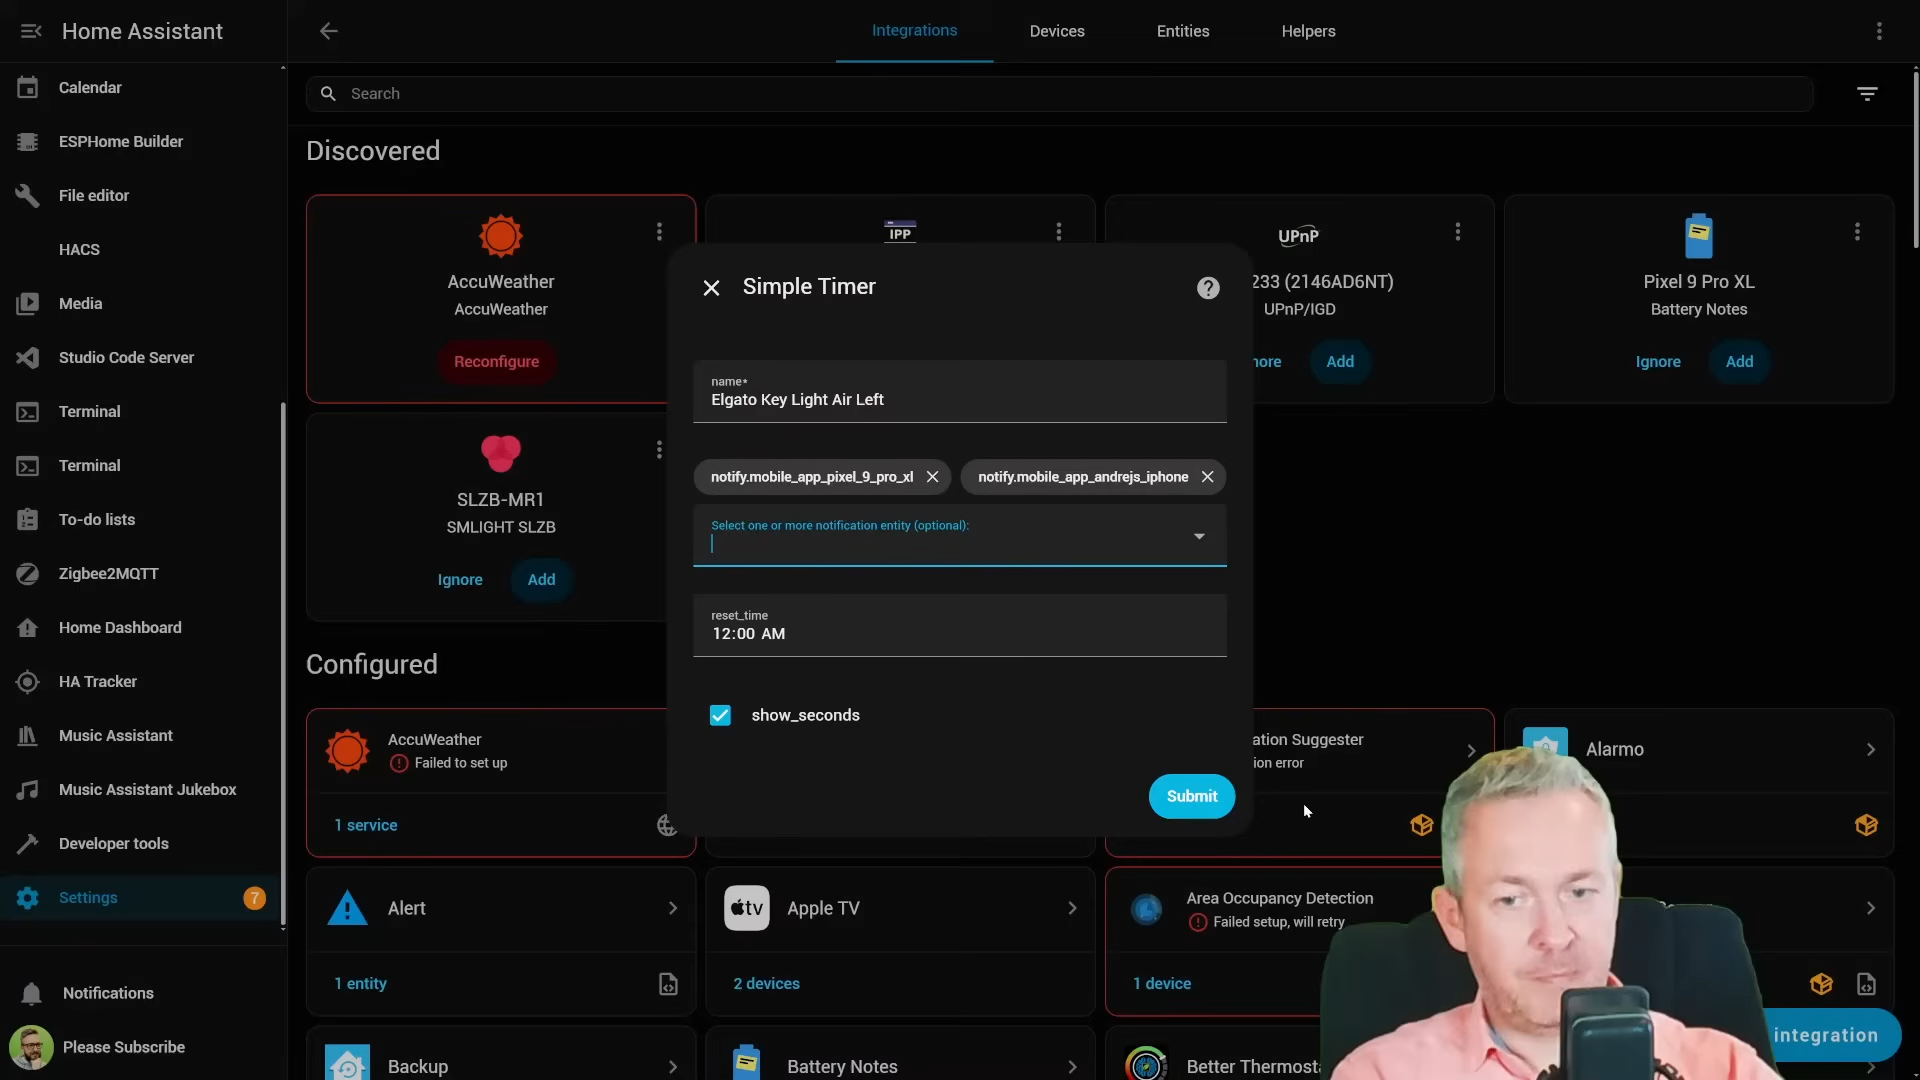 Home Assistant
Integrations
Devices
Entities
Helpers
Calendar
ESPHome Builder
File editor
HACS
Media
Studio Code Server
Terminal
Terminal
To-do lists
Zigbee2MQTT
Home Dashboard
HA Tracker
Music Assistant
Music Assistant Jukebox
Developer tools
Settings
7
Notifications
Please Subscribe
Search
Discovered
AccuWeather
AccuWeather
Reconfigure
IPP
UPnP
233 (2146AD6NT)
UPnP/IGD
Add
Pixel 9 Pro XL
Battery Notes
Ignore
Add
SLZB-MR1
SMLIGHT SLZB
Ignore
Add
Simple Timer
name*
Elgato Key Light Air Left
notify.mobile_app_pixel_9_pro_xl
notify.mobile_app_andrejs_iphone
Select one or more notification entity (optional):
reset_time
12:00 AM
show_seconds
Submit
Configured
AccuWeather
Failed to set up
1 service
ation Suggester
ion error
Alarmo
Alert
1 entity
tv
Apple TV
2 devices
Area Occupancy Detection
Failed setup, will retry
1 device
Backup
Battery Notes
Better Thermosta
integration